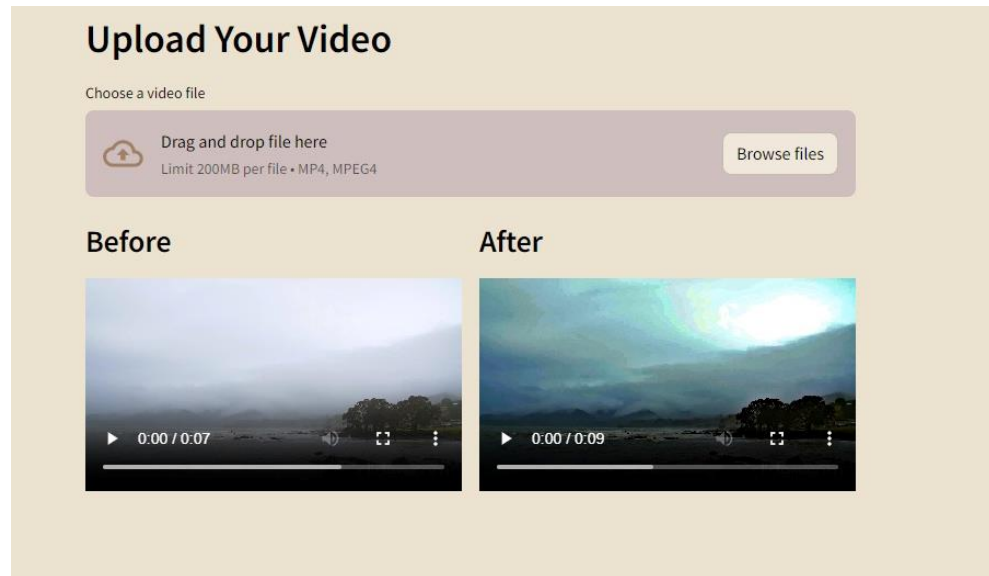 Upload Your Video
Choose a video file
Drag and drop file here
Limit 200MB per file • MP4, MPEG4
Browse files
Before
After
0:00 / 0:07
0:00 / 0:09